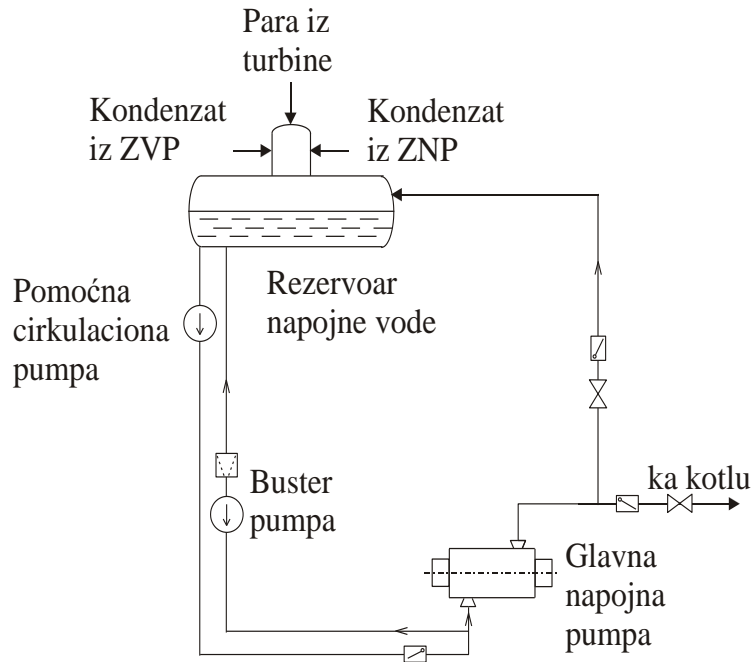 Para iz
turbine
Kondenzat
iz ZVP
Kondenzat
iz ZNP
Rezervoar
napojne vode
Pomoćna
cirkulaciona
pumpa
Buster
pumpa
ka kotlu
Glavna
napojna
pumpa